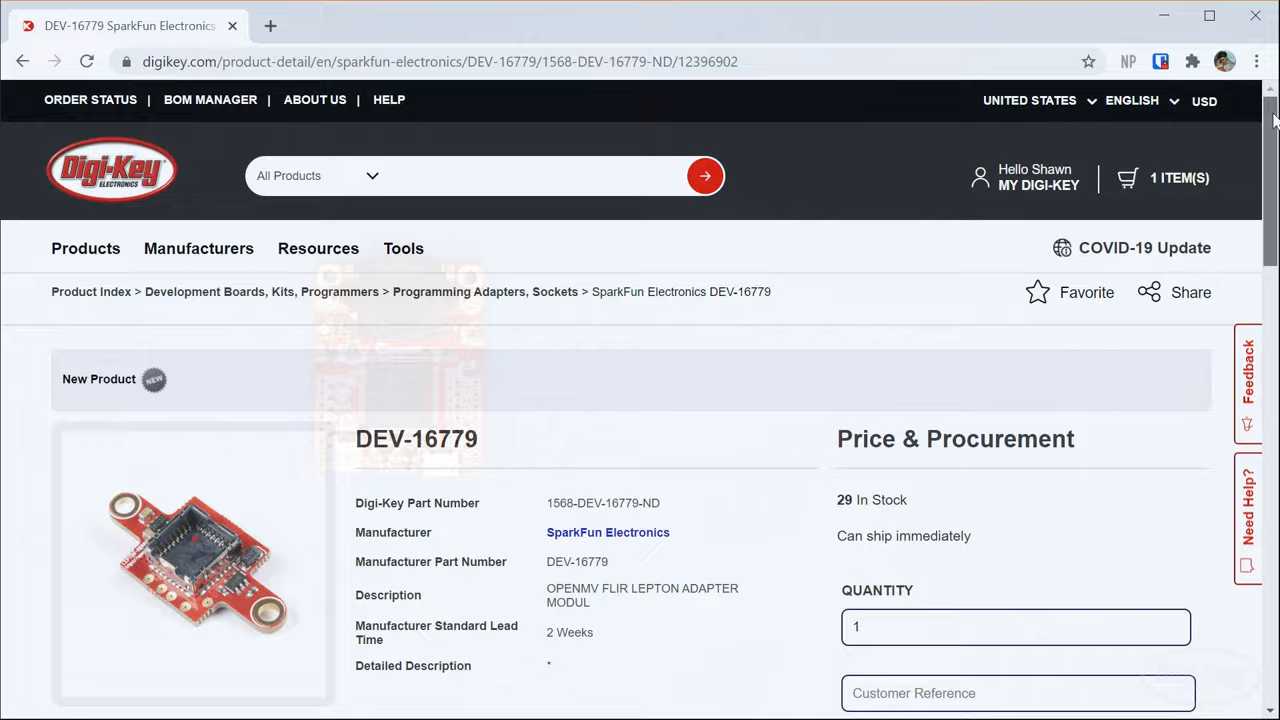 DEV-16779 SparkFun Electronics
digikey.com/product-detail/en/sparkfun-electronics/DEV-16779/1568-DEV-16779-ND/12396902
NP
ORDER STATUS | BOM MANAGER | ABOUT US | HELP
UNITED STATES ENGLISH USD
Digi-Key
ELECTRONICS
All Products
Hello Shawn
MY DIGI-KEY
1 ITEM(S)
Products Manufacturers Resources Tools
COVID-19 Update
Product Index > Development Boards, Kits, Programmers > Programming Adapters, Sockets > SparkFun Electronics DEV-16779
Favorite Share
New Product NEW
Feedback
Need Help?
DEV-16779
Digi-Key Part Number 1568-DEV-16779-ND
Manufacturer SparkFun Electronics
Manufacturer Part Number DEV-16779
Description OPENMV FLIR LEPTON ADAPTER
MODUL
Manufacturer Standard Lead
Time
2 Weeks
Detailed Description *
Price & Procurement
29 In Stock
Can ship immediately
QUANTITY
1
Customer Reference